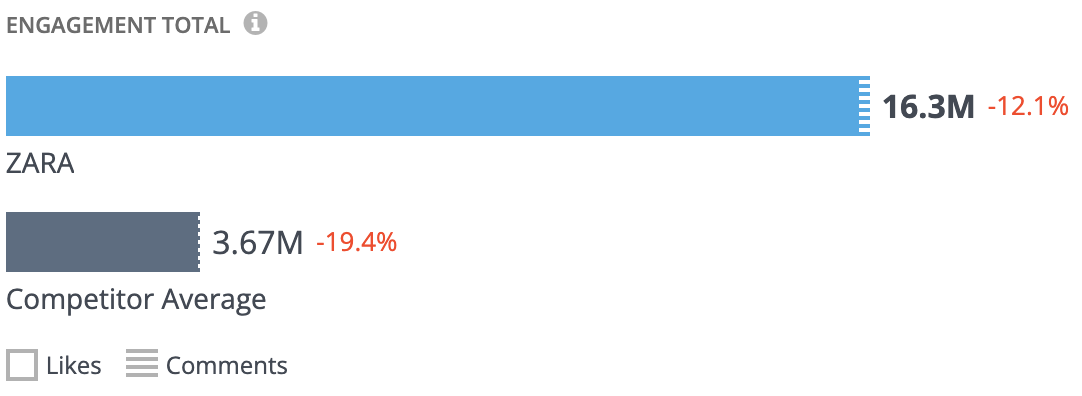 ENGAGEMENT TOTAL
16.3M -12.1%
ZARA
3.67M -19.4%
Competitor Average
Likes Comments